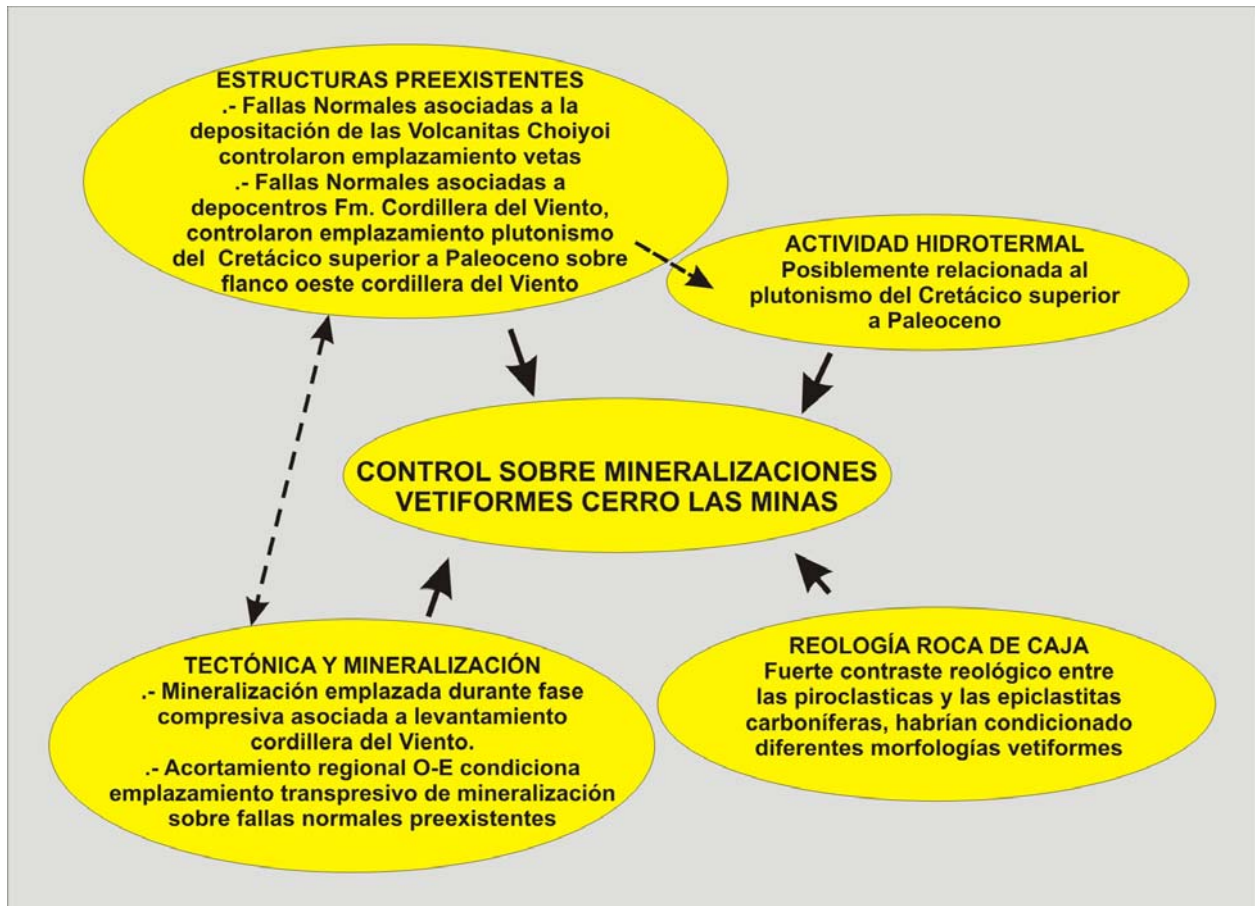 ESTRUCTURAS PREEXISTENTES
.- Fallas Normales asociadas a la
depositación de las Volcanitas Choiyoi
controlaron emplazamiento vetas
.- Fallas Normales asociadas a
depocentros Fm. Cordillera del Viento,
controlaron emplazamiento plutonismo
del Cretácico superior a Paleoceno sobre
flanco oeste cordillera del Viento
ACTIVIDAD HIDROTERMAL
Posiblemente relacionada al
plutonismo del Cretácico superior
a Paleoceno
CONTROL SOBRE MINERALIZACIONES
VETIFORMES CERRO LAS MINAS
TECTÓNICA Y MINERALIZACIÓN
.- Mineralización emplazada durante fase
compresiva asociada a levantamiento
cordillera del Viento.
.- Acortamiento regional O-E condiciona
emplazamiento transpresivo de mineralización
sobre fallas normales preexistentes
REOLOGÍA ROCA DE CAJA
Fuerte contraste reológico entre
las piroclasticas y las epiclastitas
carboníferas, habrían condicionado
diferentes morfologías vetiformes